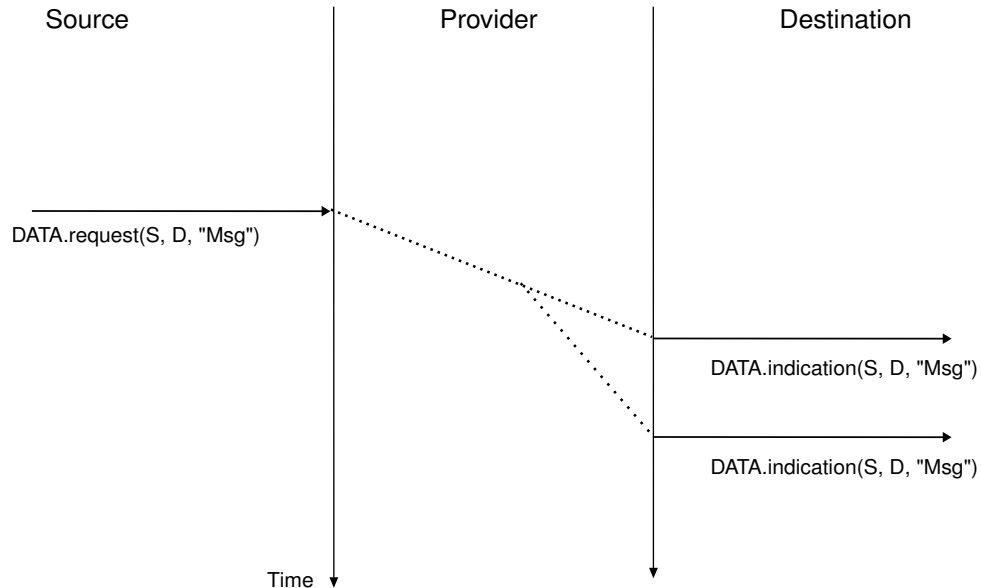 Source
Provider
Destination
DATA.request(S, D, "Msg")
DATA.indication(S, D, "Msg")
DATA.indication(S, D, "Msg")
Time